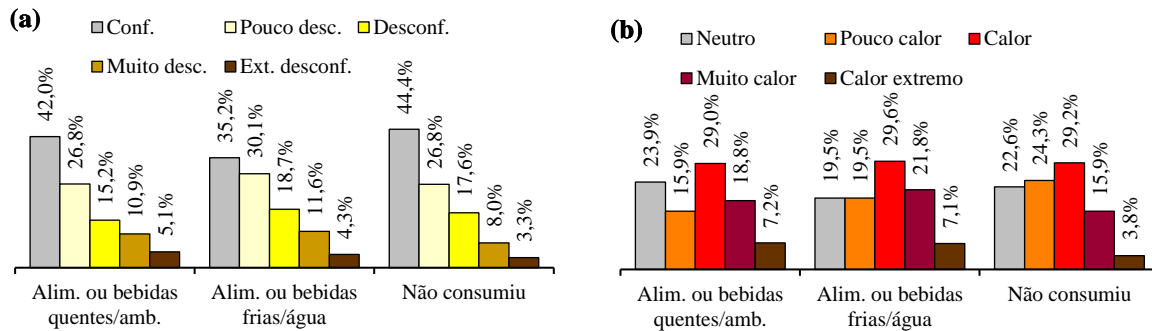 (a)
Conf. Pouco desc. Desconf.
Muito desc. Ext. desconf.
42,0% 26,8% 15,2% 10,9% 5,1%
35,2% 30,1% 18,7% 11,6% 4,3%
44,4% 26,8% 17,6% 8,0% 3,3%
Alim. ou bebidas
quentes/amb.
Alim. ou bebidas
frias/água
Não consumiu
(b)
Neutro Pouco calor Calor
Muito calor Calor extremo
23,9% 15,9% 29,0% 18,8% 7,2%
19,5% 19,5% 29,6% 21,8% 7,1%
22,6% 24,3% 29,2% 15,9% 3,8%
Alim. ou bebidas
quentes/amb.
Alim. ou bebidas
frias/água
Não consumiu